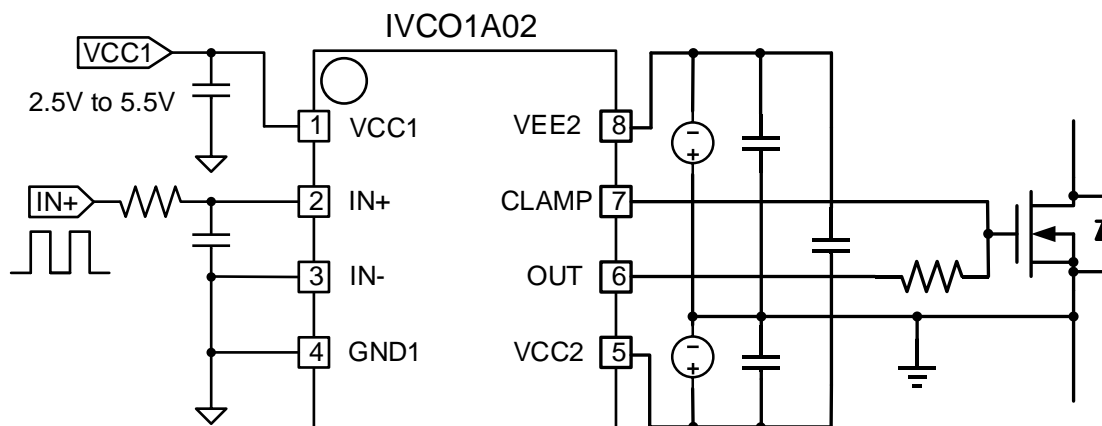 IVCO1A02
VCC1
2.5V to 5.5V
1 VCC1
VEE2 8
IN+
2 IN+
CLAMP 7
3 IN-
OUT 6
4 GND1
VCC2 5